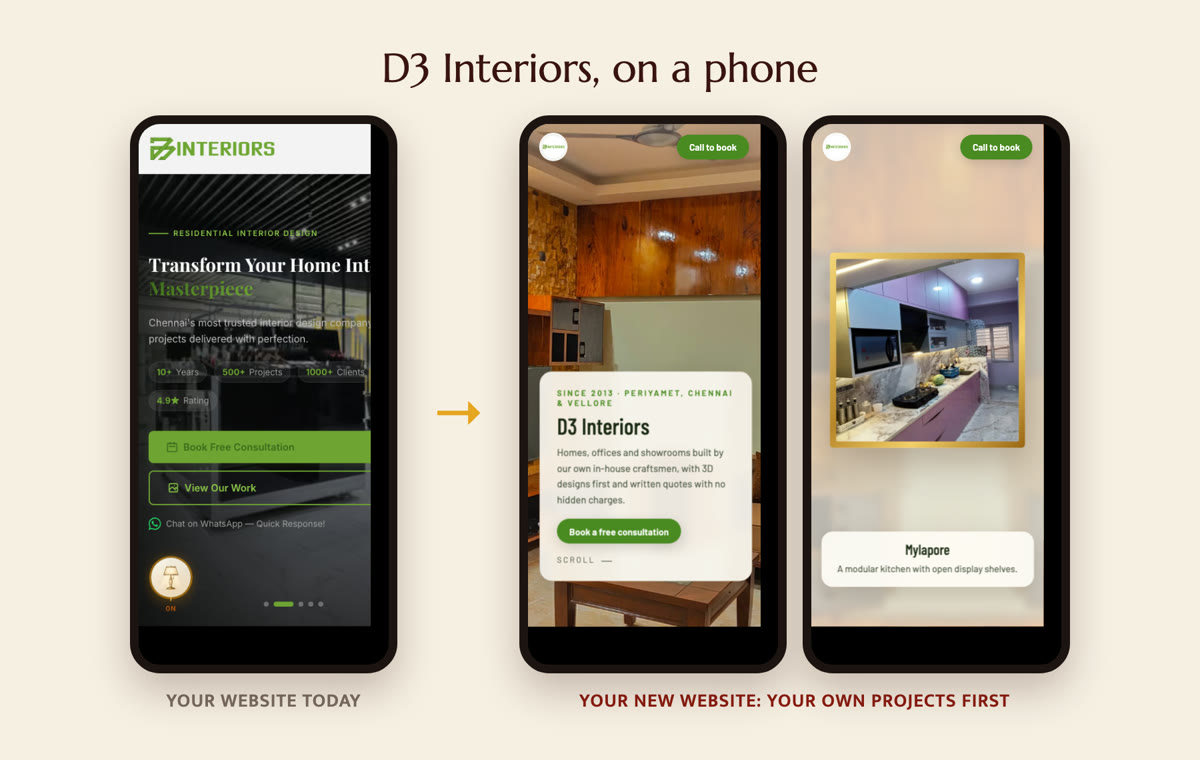 D3 Interiors, on a phone
INTERIORS
RESIDENTIAL INTERIOR DESIGN
Transform Your Home Int
Masterpiece
Chennai's most trusted interior design company
projects delivered with perfection.
10+ Years
500+ Projects
1000+ Clients
4.9★ Rating
Book Free Consultation
View Our Work
Chat on WhatsApp — Quick Response!
ON
YOUR WEBSITE TODAY
Call to book
SINCE 2013 · PERIYAMET, CHENNAI
& VELLORE
D3 Interiors
Homes, offices and showrooms built by
our own in-house craftsmen, with 3D
designs first and written quotes with no
hidden charges.
Book a free consultation
SCROLL —
Call to book
Mylapore
A modular kitchen with open display shelves.
YOUR NEW WEBSITE: YOUR OWN PROJECTS FIRST